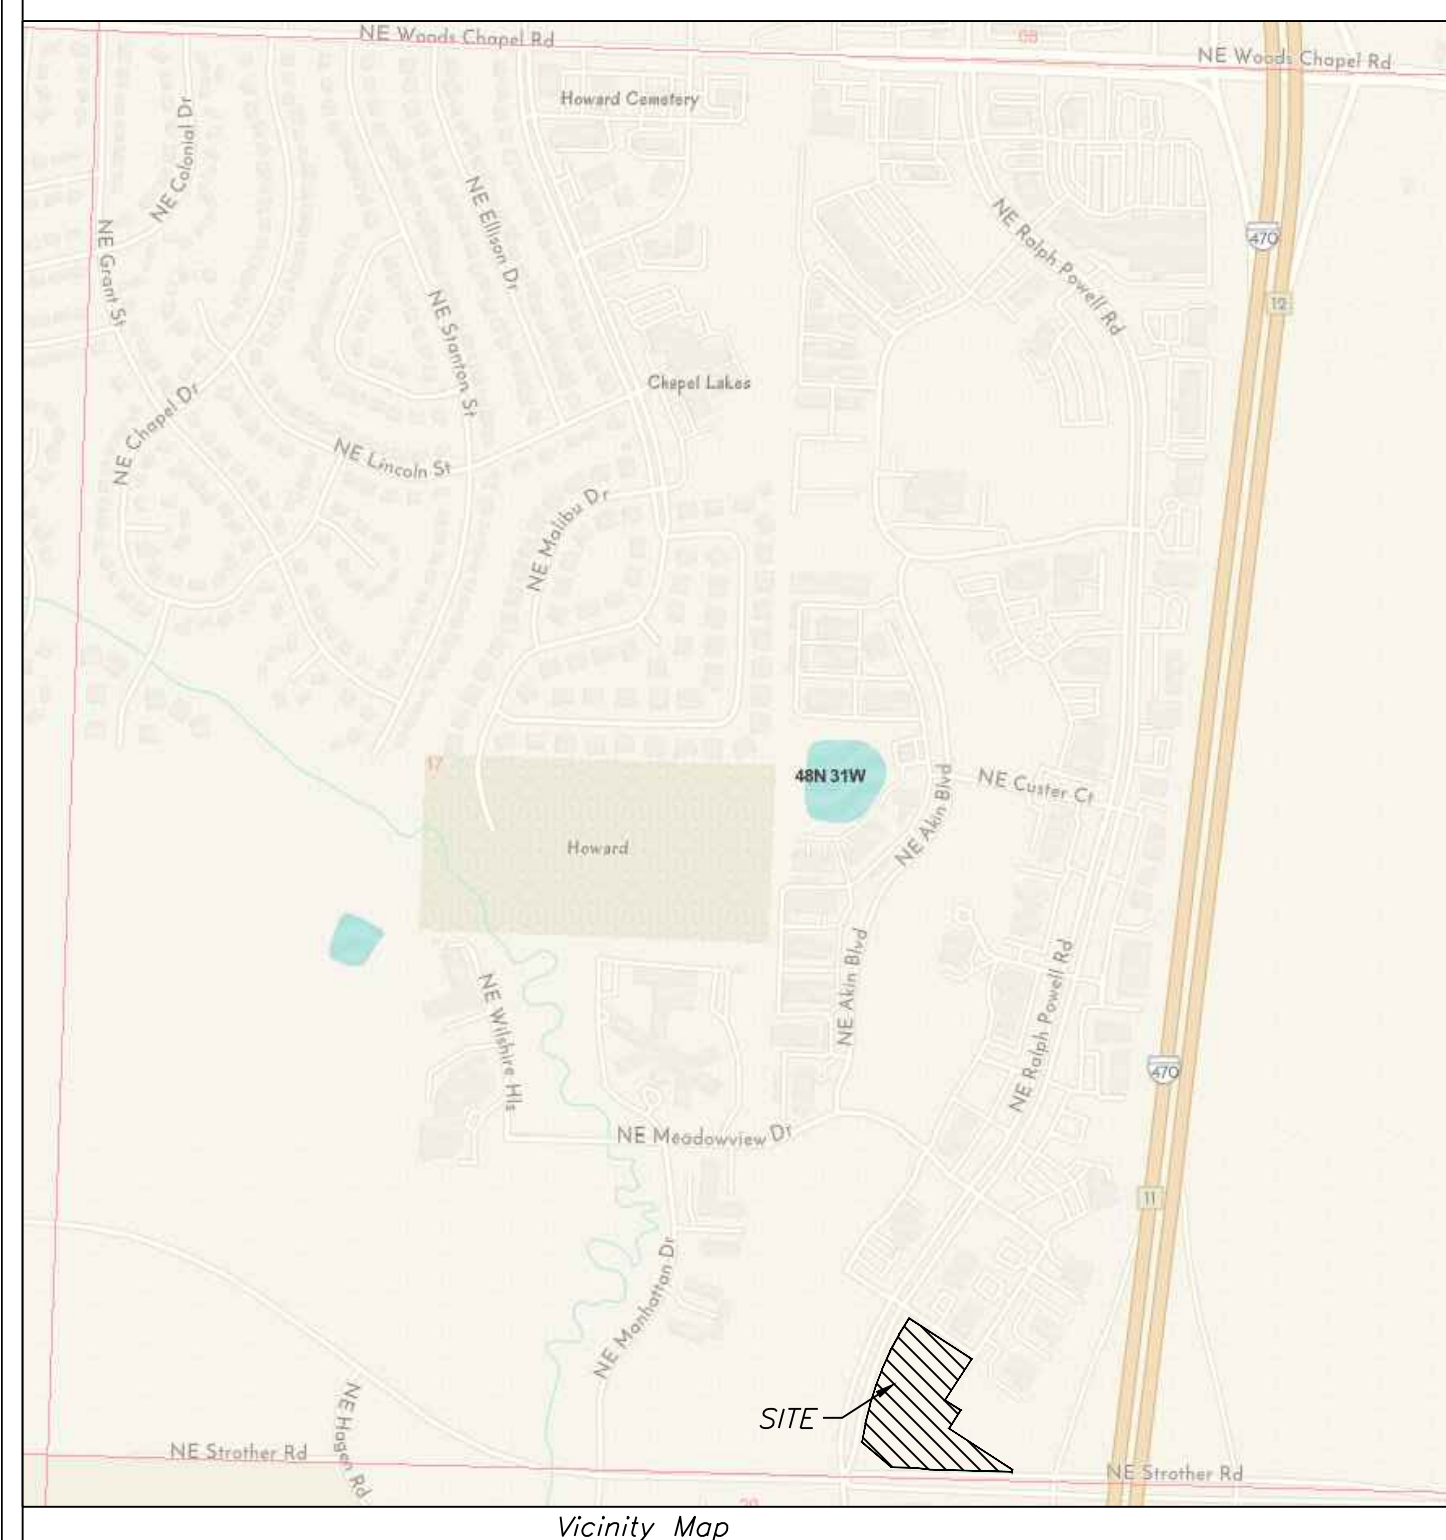 NE Woods Chapel Rd
08
NE Woods Chapel Rd
Howard Cemetery
NE Colonial Dr
NE Ellison Dr
NE Ralph Powell Rd
NE Grant St
470
12
NE Stanton St
Chapel Lakes
NE Chapel Dr
NE Lincoln St
NE Malibu Dr
17
48N 31W
NE Custer Ct
NE Akin Blvd
Howard
NE Akin Blvd
NE Ralph Powell Rd
NE Wilshire Hls
470
NE Meadowview Dr
11
NE Manhattan Dr
SITE
NE Hagen Rd
NE Strother Rd
NE Strother Rd
20
Vicinity Map